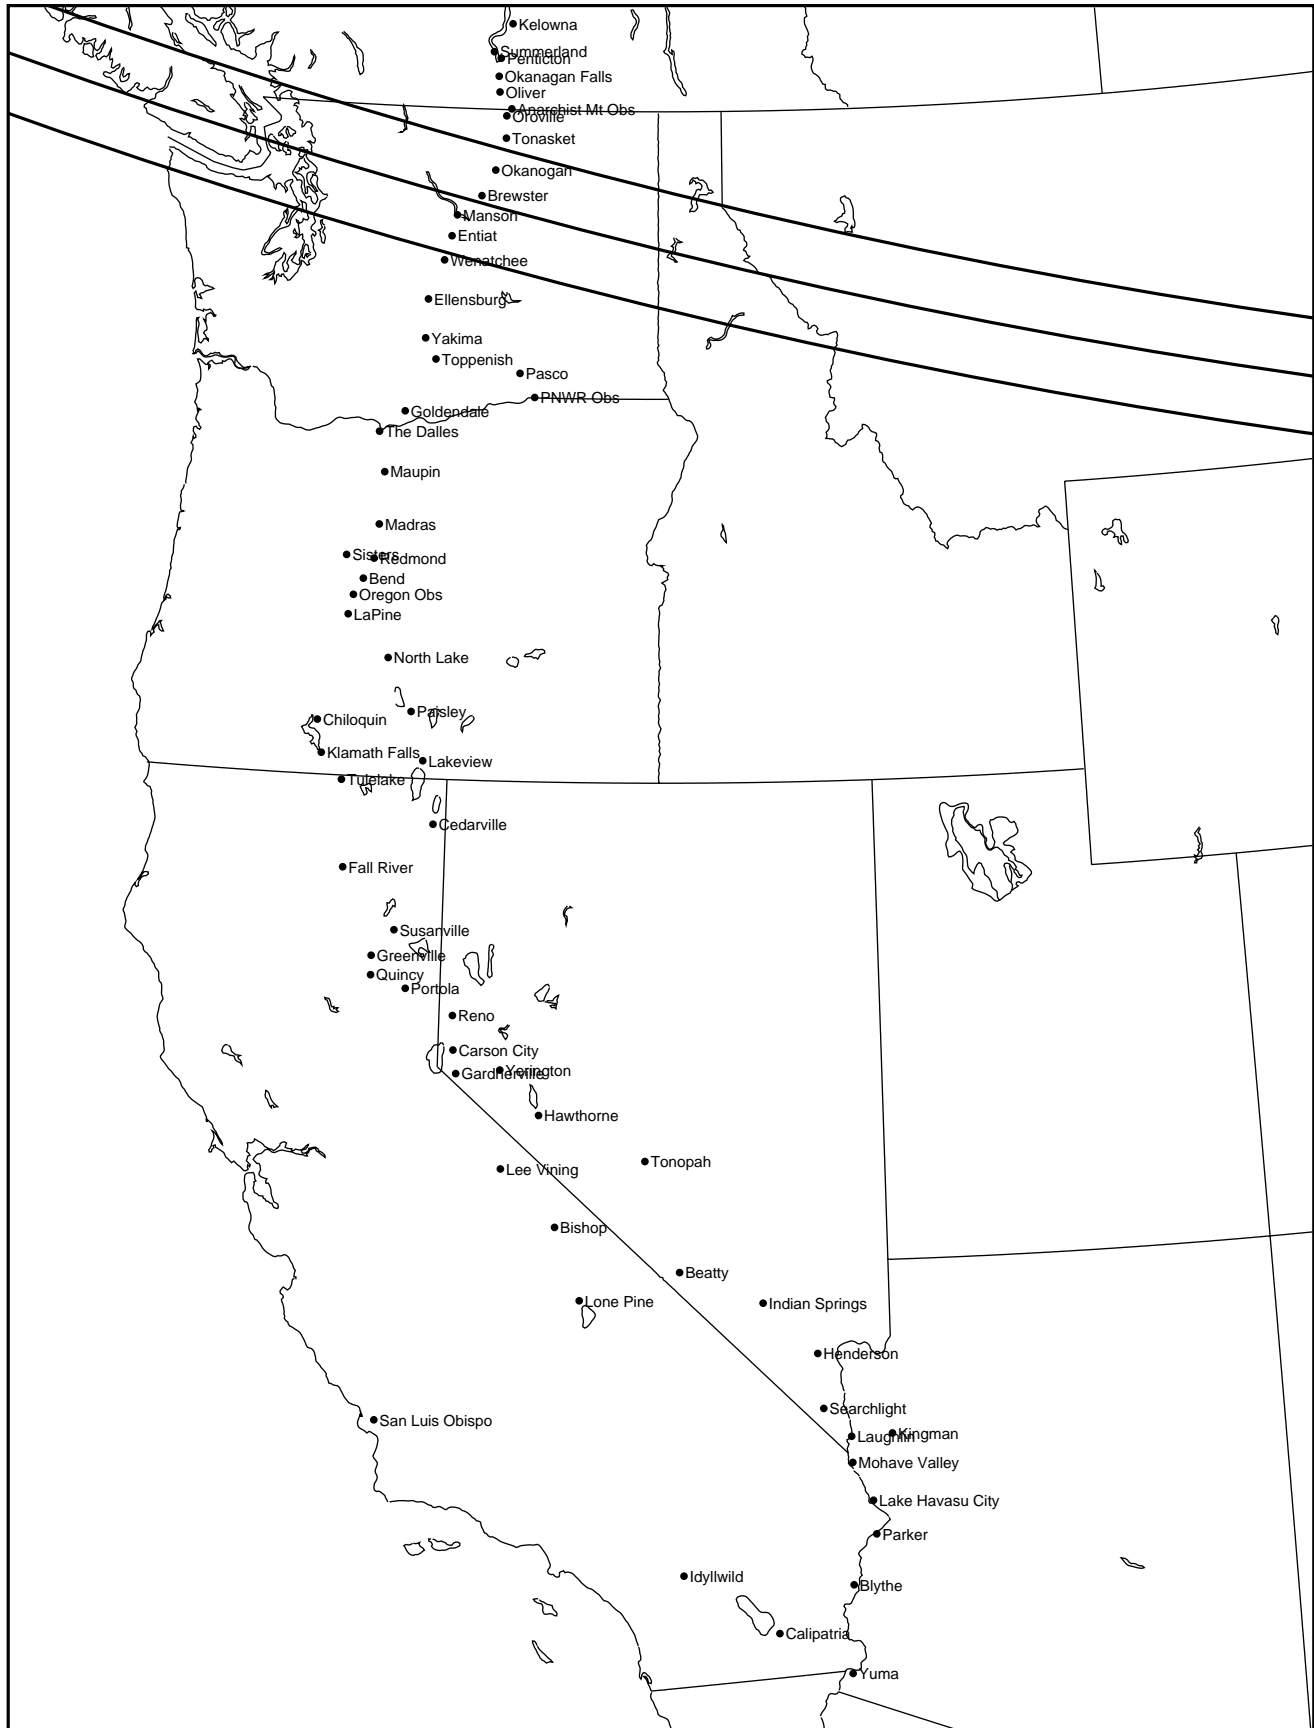 Kelowna
Summerland
Penticton
Okanagan Falls
Oliver
Anarchist Mt Obs
Oroville
Tonasket
Okanogan
Brewster
Manson
Entiat
Wenatchee
Ellensburg
Yakima
Toppenish
Pasco
PNWR Obs
Goldendale
The Dalles
Maupin
Madras
Sisters
Redmond
Bend
Oregon Obs
LaPine
North Lake
Paisley
Chiloquin
Klamath Falls
Lakeview
Tulelake
Cedarville
Fall River
Susanville
Greenville
Quincy
Portola
Reno
Carson City
Yerington
Gardnerville
Hawthorne
Tonopah
Lee Vining
Bishop
Beatty
Lone Pine
Indian Springs
Henderson
Searchlight
San Luis Obispo
Kingman
Laughlin
Mohave Valley
Lake Havasu City
Parker
Idyllwild
Blythe
Calipatria
Yuma